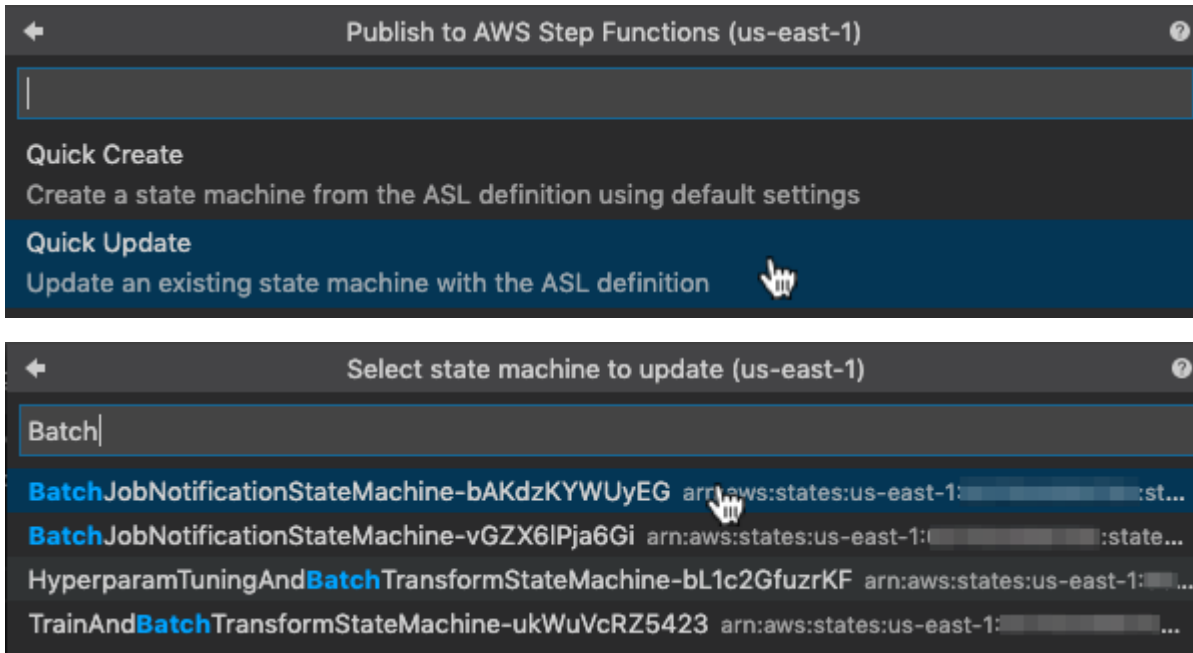 Publish to AWS Step Functions (us-east-1)
Quick Create
Create a state machine from the ASL definition using default settings
Quick Update
Update an existing state machine with the ASL definition
Select state machine to update (us-east-1)
Batch
BatchJobNotificationStateMachine-bAKdzKYWUyEG arn:aws:states:us-east-1: :st...
BatchJobNotificationStateMachine-vGZX6lPja6Gi arn:aws:states:us-east-1: :state...
HyperparamTuningAndBatchTransformStateMachine-bL1c2GfuzrKF arn:aws:states:us-east-1: ...
TrainAndBatchTransformStateMachine-ukWuVcRZ5423 arn:aws:states:us-east-1: ...